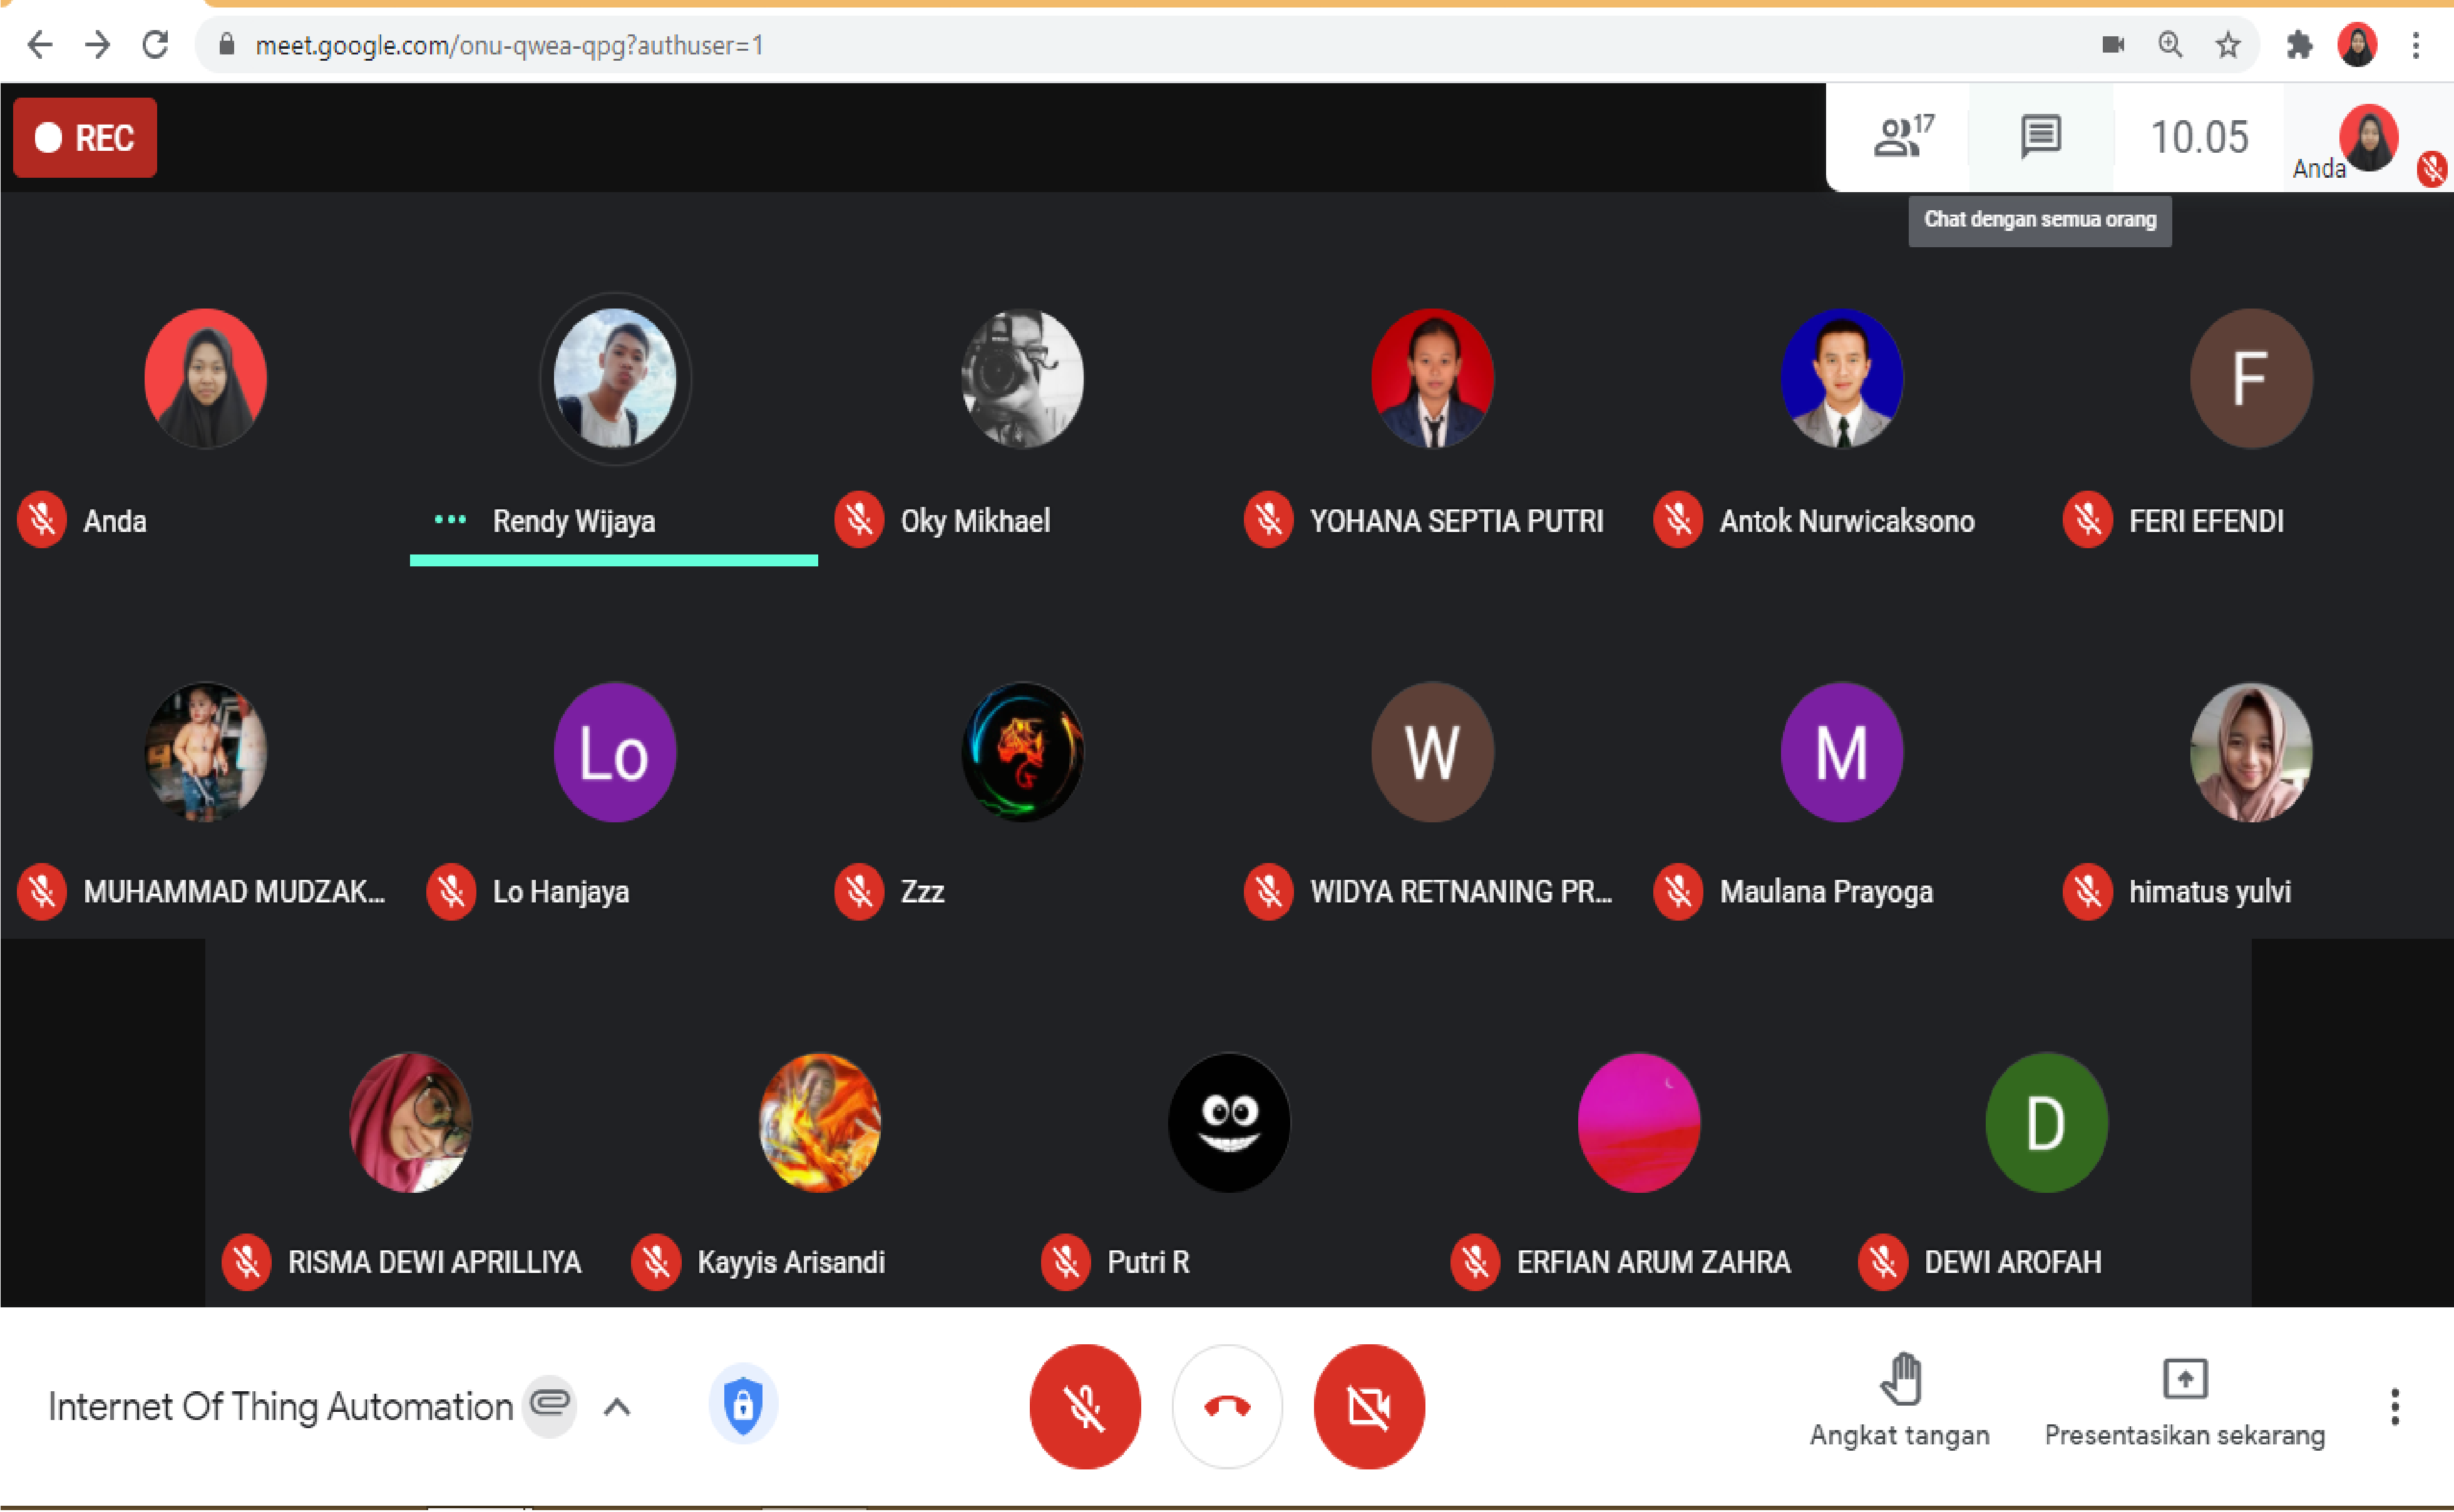 meet.google.com/onu-qwea-qpg?authuser=1
REC
17
10.05
Anda
Chat dengan semua orang
F
Anda
Rendy Wijaya
Oky Mikhael
YOHANA SEPTIA PUTRI
Antok Nurwicaksono
FERI EFENDI
Lo
W
M
MUHAMMAD MUDZAK...
Lo Hanjaya
Zzz
WIDYA RETNANING PR...
Maulana Prayoga
himatus yulvi
D
RISMA DEWI APRILLIYA
Kayyis Arisandi
Putri R
ERFIAN ARUM ZAHRA
DEWI AROFAH
Internet Of Thing Automation
Angkat tangan
Presentasikan sekarang